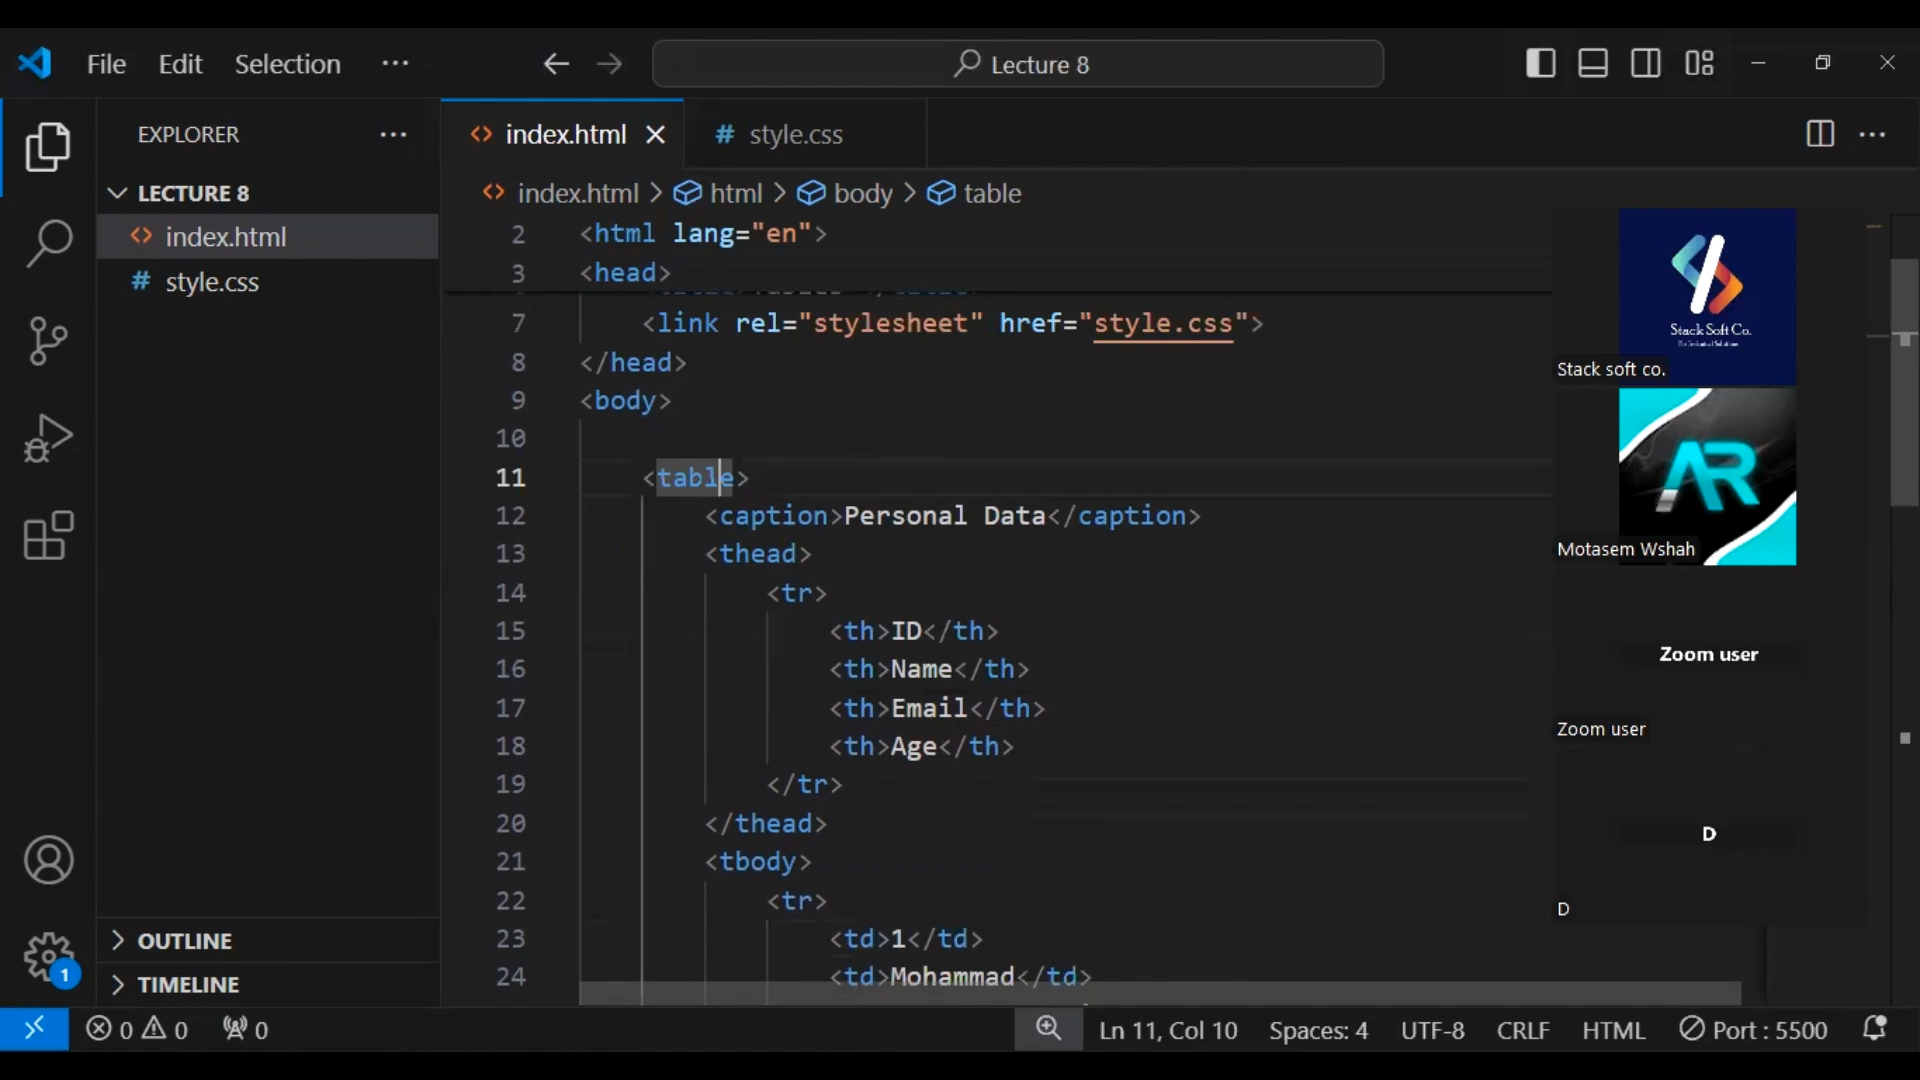 File Edit Selection ···
Lecture 8
EXPLORER ···
LECTURE 8
<> index.html
# style.css
OUTLINE
TIMELINE
<> index.html
# style.css
<> index.html > html > body > table
2 <html lang="en">
3 <head>
7 <link rel="stylesheet" href="style.css">
8 </head>
9 <body>
10
11 <table>
12 <caption>Personal Data</caption>
13 <thead>
14 <tr>
15 <th>ID</th>
16 <th>Name</th>
17 <th>Email</th>
18 <th>Age</th>
19 </tr>
20 </thead>
21 <tbody>
22 <tr>
23 <td>1</td>
24 <td>Mohammad</td>
Stack Soft Co.
Stack soft co.
AR
Motasem Wshah
Zoom user
Zoom user
D
D
1
0 0 0
Ln 11, Col 10 Spaces: 4 UTF-8 CRLF HTML Port : 5500